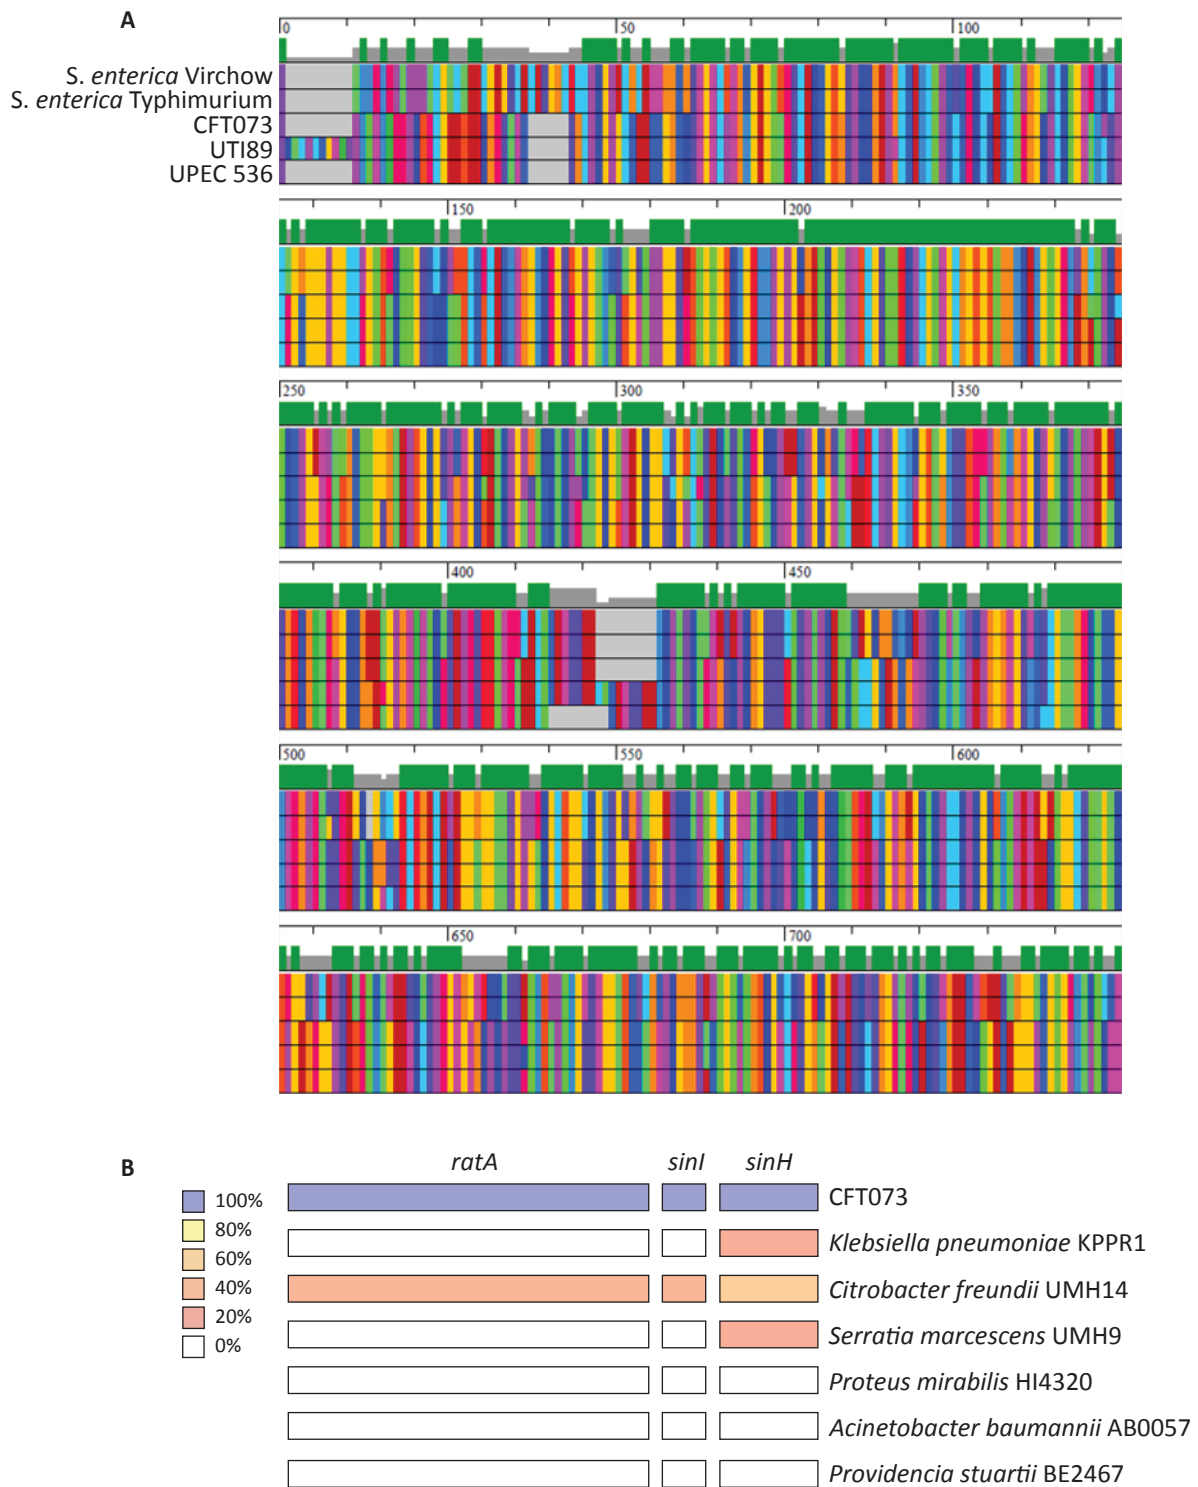 A
0 50 100
S. enterica Virchow
S. enterica Typhimurium
CFT073
UTI89
UPEC 536
150 200
250 300 350
400 450
500 550 600
650 700
B
ratA sinI sinH
100%
80%
60%
40%
20%
0%
CFT073
Klebsiella pneumoniae KPPR1
Citrobacter freundii UMH14
Serratia marcescens UMH9
Proteus mirabilis HI4320
Acinetobacter baumannii AB0057
Providencia stuartii BE2467